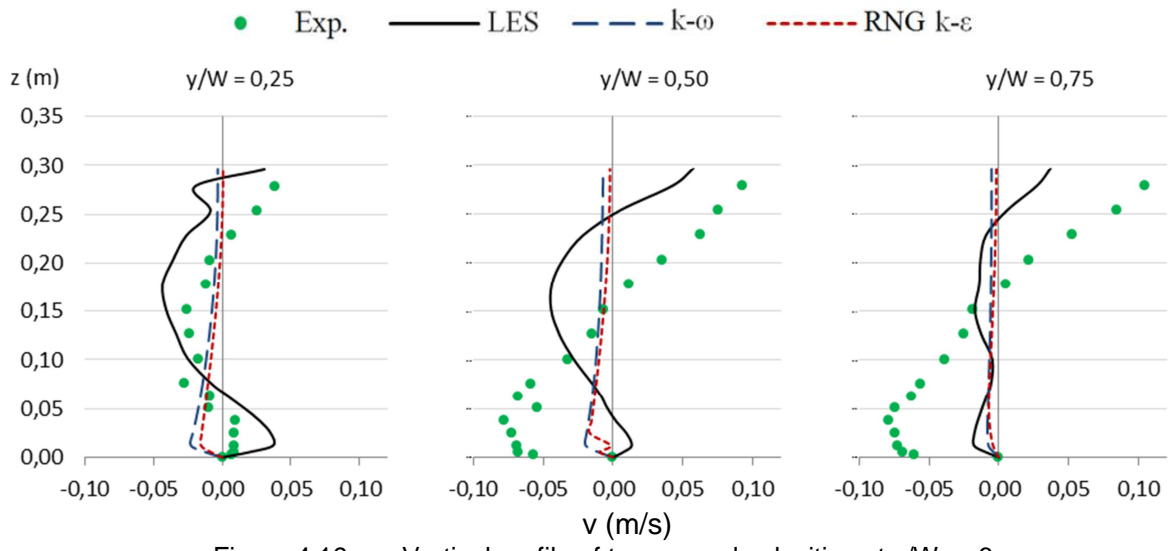 Exp. LES k-ω RNG k-ε
z (m) y/W = 0,25 y/W = 0,50 y/W = 0,75
0,35
0,30
0,25
0,20
0,15
0,10
0,05
0,00
-0,10 -0,05 0,00 0,05 0,10 -0,10 -0,05 0,00 0,05 0,10 -0,10 -0,05 0,00 0,05 0,10
v (m/s)